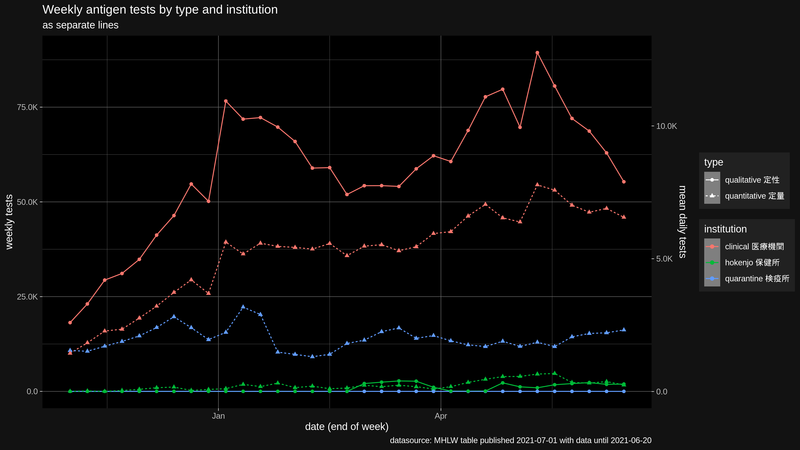 Weekly antigen tests by type and institution
as separate lines
75.0K
50.0K
25.0K
0.0
weekly tests
10.0K
5.0K
0.0
mean daily tests
Jan
Apr
date (end of week)
datasource: MHLW table published 2021-07-01 with data until 2021-06-20
type
qualitative 定性
quantitative 定量
institution
clinical 医療機関
hokenjo 保健所
quarantine 検疫所